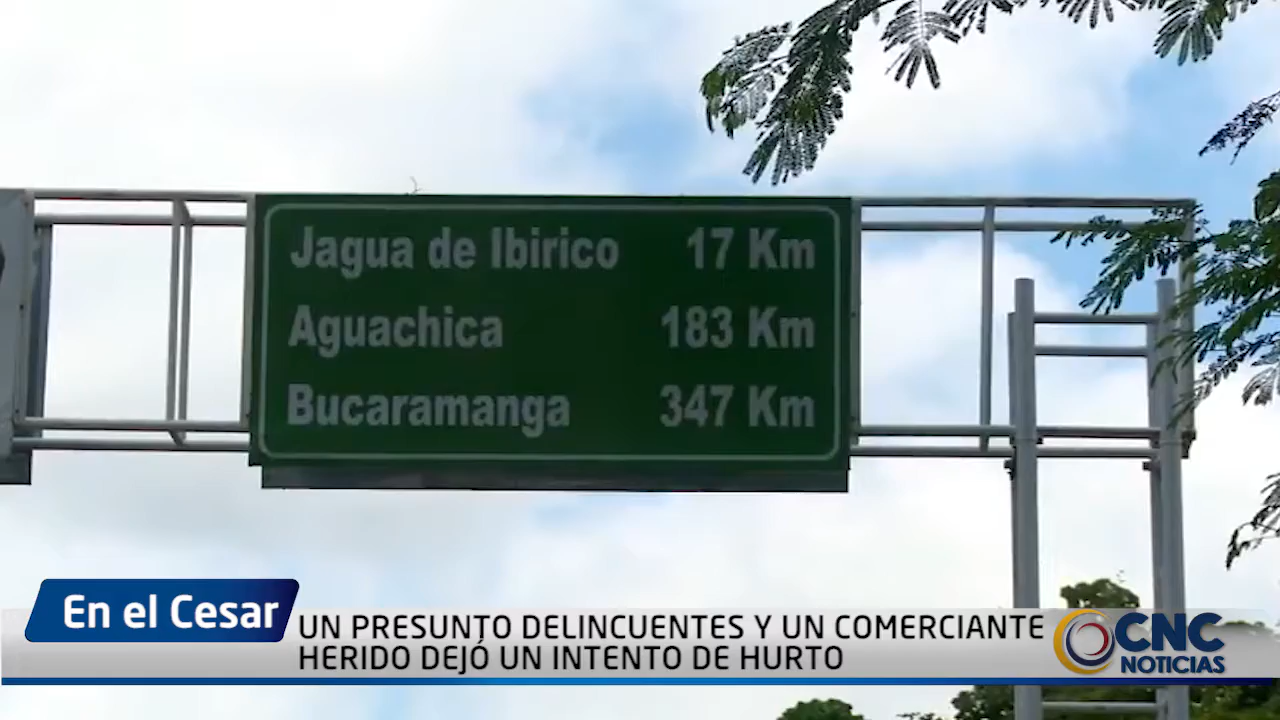 Jagua de Ibirico 17 Km
Aguachica 183 Km
Bucaramanga 347 Km
En el Cesar
UN PRESUNTO DELINCUENTES Y UN COMERCIANTE
HERIDO DEJÓ UN INTENTO DE HURTO
CNC
NOTICIAS